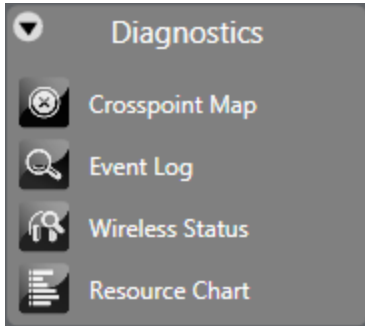 Diagnostics
Crosspoint Map
Event Log
Wireless Status
Resource Chart